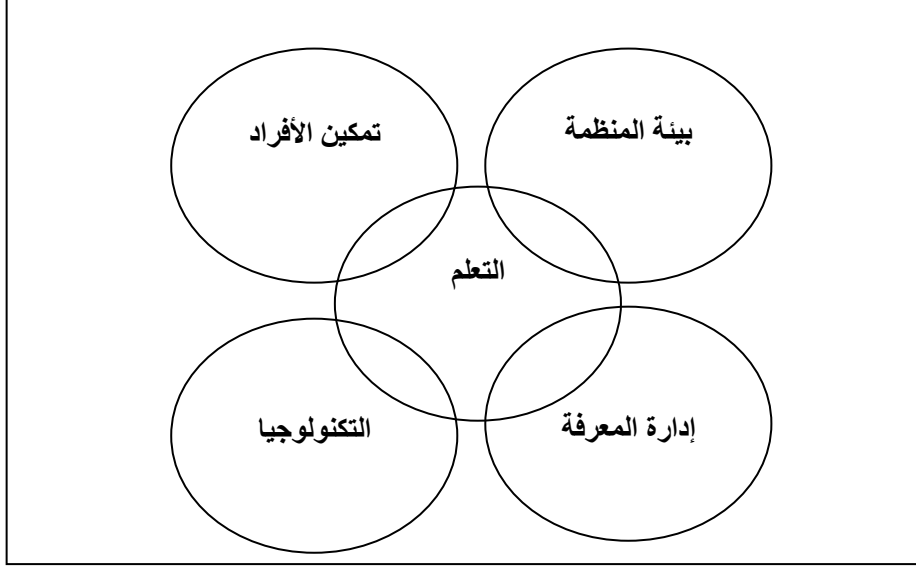 بيئة المنظمة
تمكين الأفراد
التعلم
إدارة المعرفة
التكنولوجيا